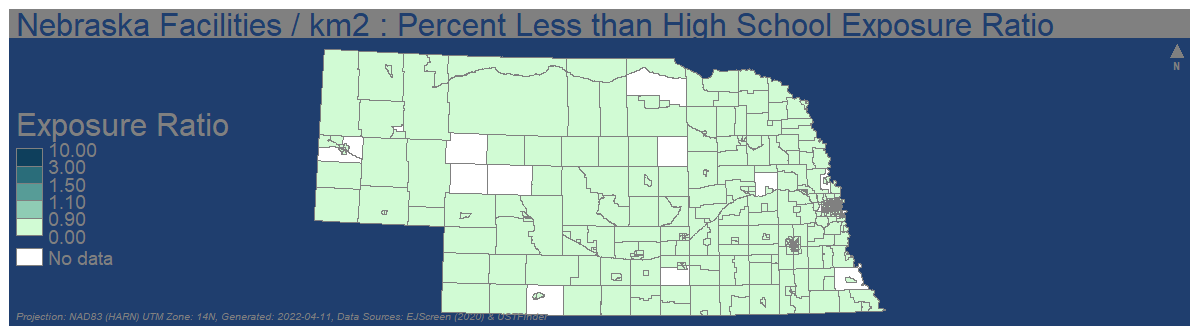 Nebraska Facilities / km2 : Percent Less than High School Exposure Ratio
N
Exposure Ratio
10.00
3.00
1.50
1.10
0.90
0.00
No data
Projection: NAD83 (HARN) UTM Zone: 14N, Generated: 2022-04-11, Data Sources: EJScreen (2020) & USTFinder